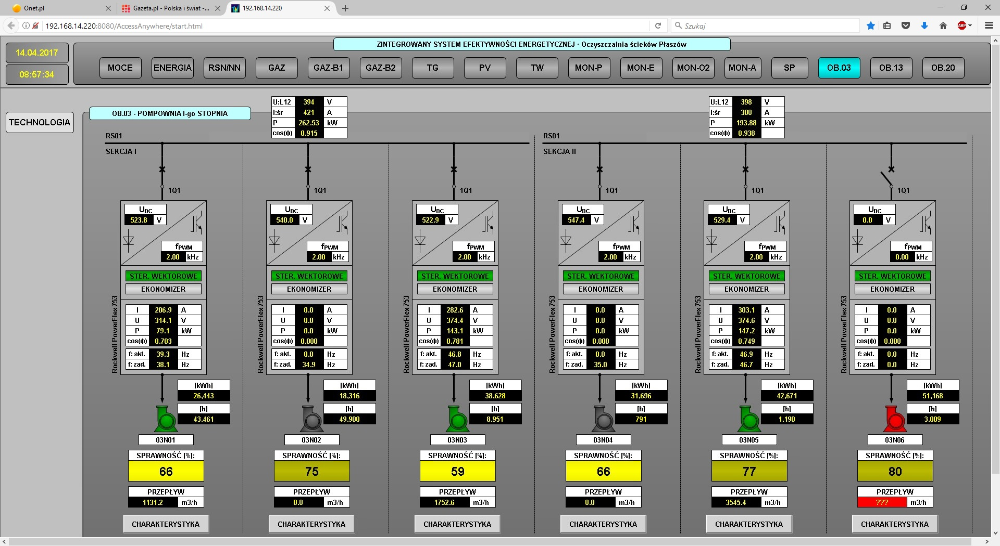 Onet.pl
Gazeta.pl - Polska i świat -...
192.168.14.220
192.168.14.220:8080/AccessAnywhere/start.html
Szukaj
ABP
14.04.2017
08:57:34
ZINTEGROWANY SYSTEM EFEKTYWNOŚCI ENERGETYCZNEJ · Oczyszczalnia ścieków Płaszów
MOCE ENERGIA RSN/NN GAZ GAZ-B1 GAZ-B2 TG PV TW MON-P MON-E MON-O2 MON-A SP OB.03 OB.13 OB.20
TECHNOLOGIA
OB.03 - POMPOWNIA I-go STOPNIA
U:L12 394 V
I:śr 421 A
P 262.53 kW
cos(ф) 0.915
U:L12 398 V
I:śr 300 A
P 193.88 kW
cos(ф) 0.938
RS01
SEKCJA I
RS01
SEKCJA II
1Q1
UDC
523.8 V
fPWM
2.00 kHz
STER. WEKTOROWE
EKONOMIZER
Rockwell PowerFlex 753
I 206.9 A
U 314.1 V
P 79.1 kW
cos(ф) 0.703
f: akt. 39.3 Hz
f: zad. 38.1 Hz
[kWh]
26,443
[h]
43,461
03N01
SPRAWNOŚĆ [%]:
66
PRZEPŁYW
1131.2 m3/h
CHARAKTERYSTYKA
1Q1
UDC
540.0 V
fPWM
2.00 kHz
STER. WEKTOROWE
EKONOMIZER
Rockwell PowerFlex 753
I 0.0 A
U 0.0 V
P 0.0 kW
cos(ф) 0.000
f: akt. 0.0 Hz
f: zad. 34.9 Hz
[kWh]
18,316
[h]
49,900
03N02
SPRAWNOŚĆ [%]:
75
PRZEPŁYW
0.0 m3/h
CHARAKTERYSTYKA
1Q1
UDC
522.9 V
fPWM
2.00 kHz
STER. WEKTOROWE
EKONOMIZER
Rockwell PowerFlex 753
I 282.6 A
U 374.4 V
P 143.1 kW
cos(ф) 0.781
f: akt. 46.8 Hz
f: zad. 47.0 Hz
[kWh]
38,628
[h]
8,951
03N03
SPRAWNOŚĆ [%]:
59
PRZEPŁYW
1752.6 m3/h
CHARAKTERYSTYKA
1Q1
UDC
547.4 V
fPWM
2.00 kHz
STER. WEKTOROWE
EKONOMIZER
Rockwell PowerFlex 753
I 0.0 A
U 0.0 V
P 0.0 kW
cos(ф) 0.000
f: akt. 0.0 Hz
f: zad. 35.0 Hz
[kWh]
31,696
[h]
791
03N04
SPRAWNOŚĆ [%]:
66
PRZEPŁYW
0.0 m3/h
CHARAKTERYSTYKA
1Q1
UDC
529.4 V
fPWM
2.00 kHz
STER. WEKTOROWE
EKONOMIZER
Rockwell PowerFlex 753
I 303.1 A
U 374.6 V
P 147.2 kW
cos(ф) 0.749
f: akt. 46.9 Hz
f: zad. 46.7 Hz
[kWh]
42,671
[h]
1,190
03N05
SPRAWNOŚĆ [%]:
77
PRZEPŁYW
3545.4 m3/h
CHARAKTERYSTYKA
1Q1
UDC
0.0 V
fPWM
0.00 kHz
STER. WEKTOROWE
EKONOMIZER
Rockwell PowerFlex 753
I 0.0 A
U 0.0 V
P 0.0 kW
cos(ф) 0.000
f: akt. 0.0 Hz
f: zad. 0.0 Hz
[kWh]
51,168
[h]
3,009
03N06
SPRAWNOŚĆ [%]:
80
PRZEPŁYW
??? m3/h
CHARAKTERYSTYKA